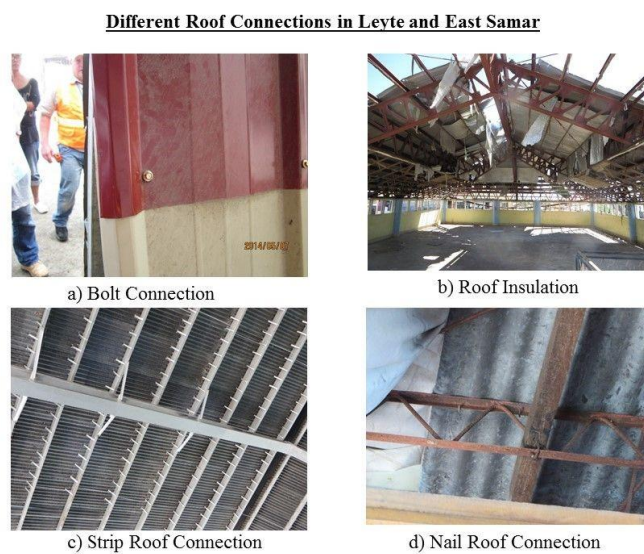 Different Roof Connections in Leyte and East Samar
2014/05/07
a) Bolt Connection
b) Roof Insulation
c) Strip Roof Connection
d) Nail Roof Connection